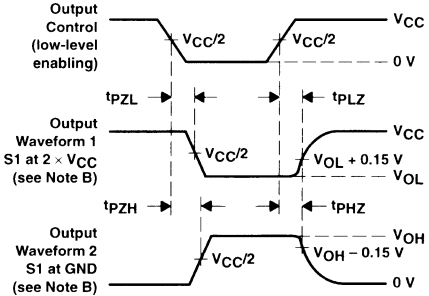 Output
Control
(low-level
enabling)
VCC/2
VCC/2
VCC
0 V
tPZL
tPLZ
Output
Waveform 1
S1 at 2 × VCC
(see Note B)
VCC/2
VCC
VOL + 0.15 V
VOL
tPZH
tPHZ
Output
Waveform 2
S1 at GND
(see Note B)
VCC/2
VOH
VOH − 0.15 V
0 V